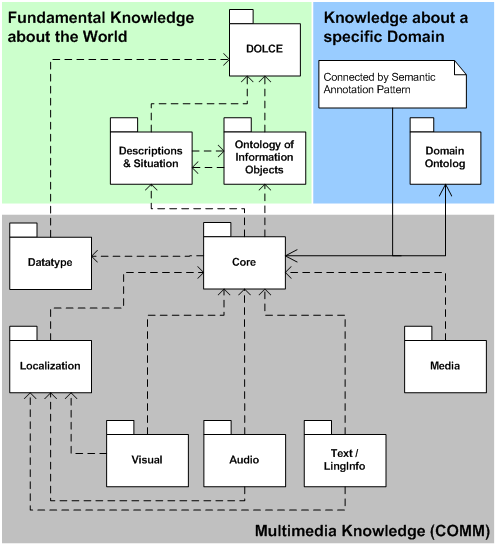 Fundamental Knowledge
about the World
Knowledge about a
specific Domain
DOLCE
Connected by Semantic
Annotation Pattern
Descriptions
& Situation
Ontology of
Information
Objects
Domain
Ontolog
Datatype
Core
Localization
Media
Visual
Audio
Text /
LingInfo
Multimedia Knowledge (COMM)